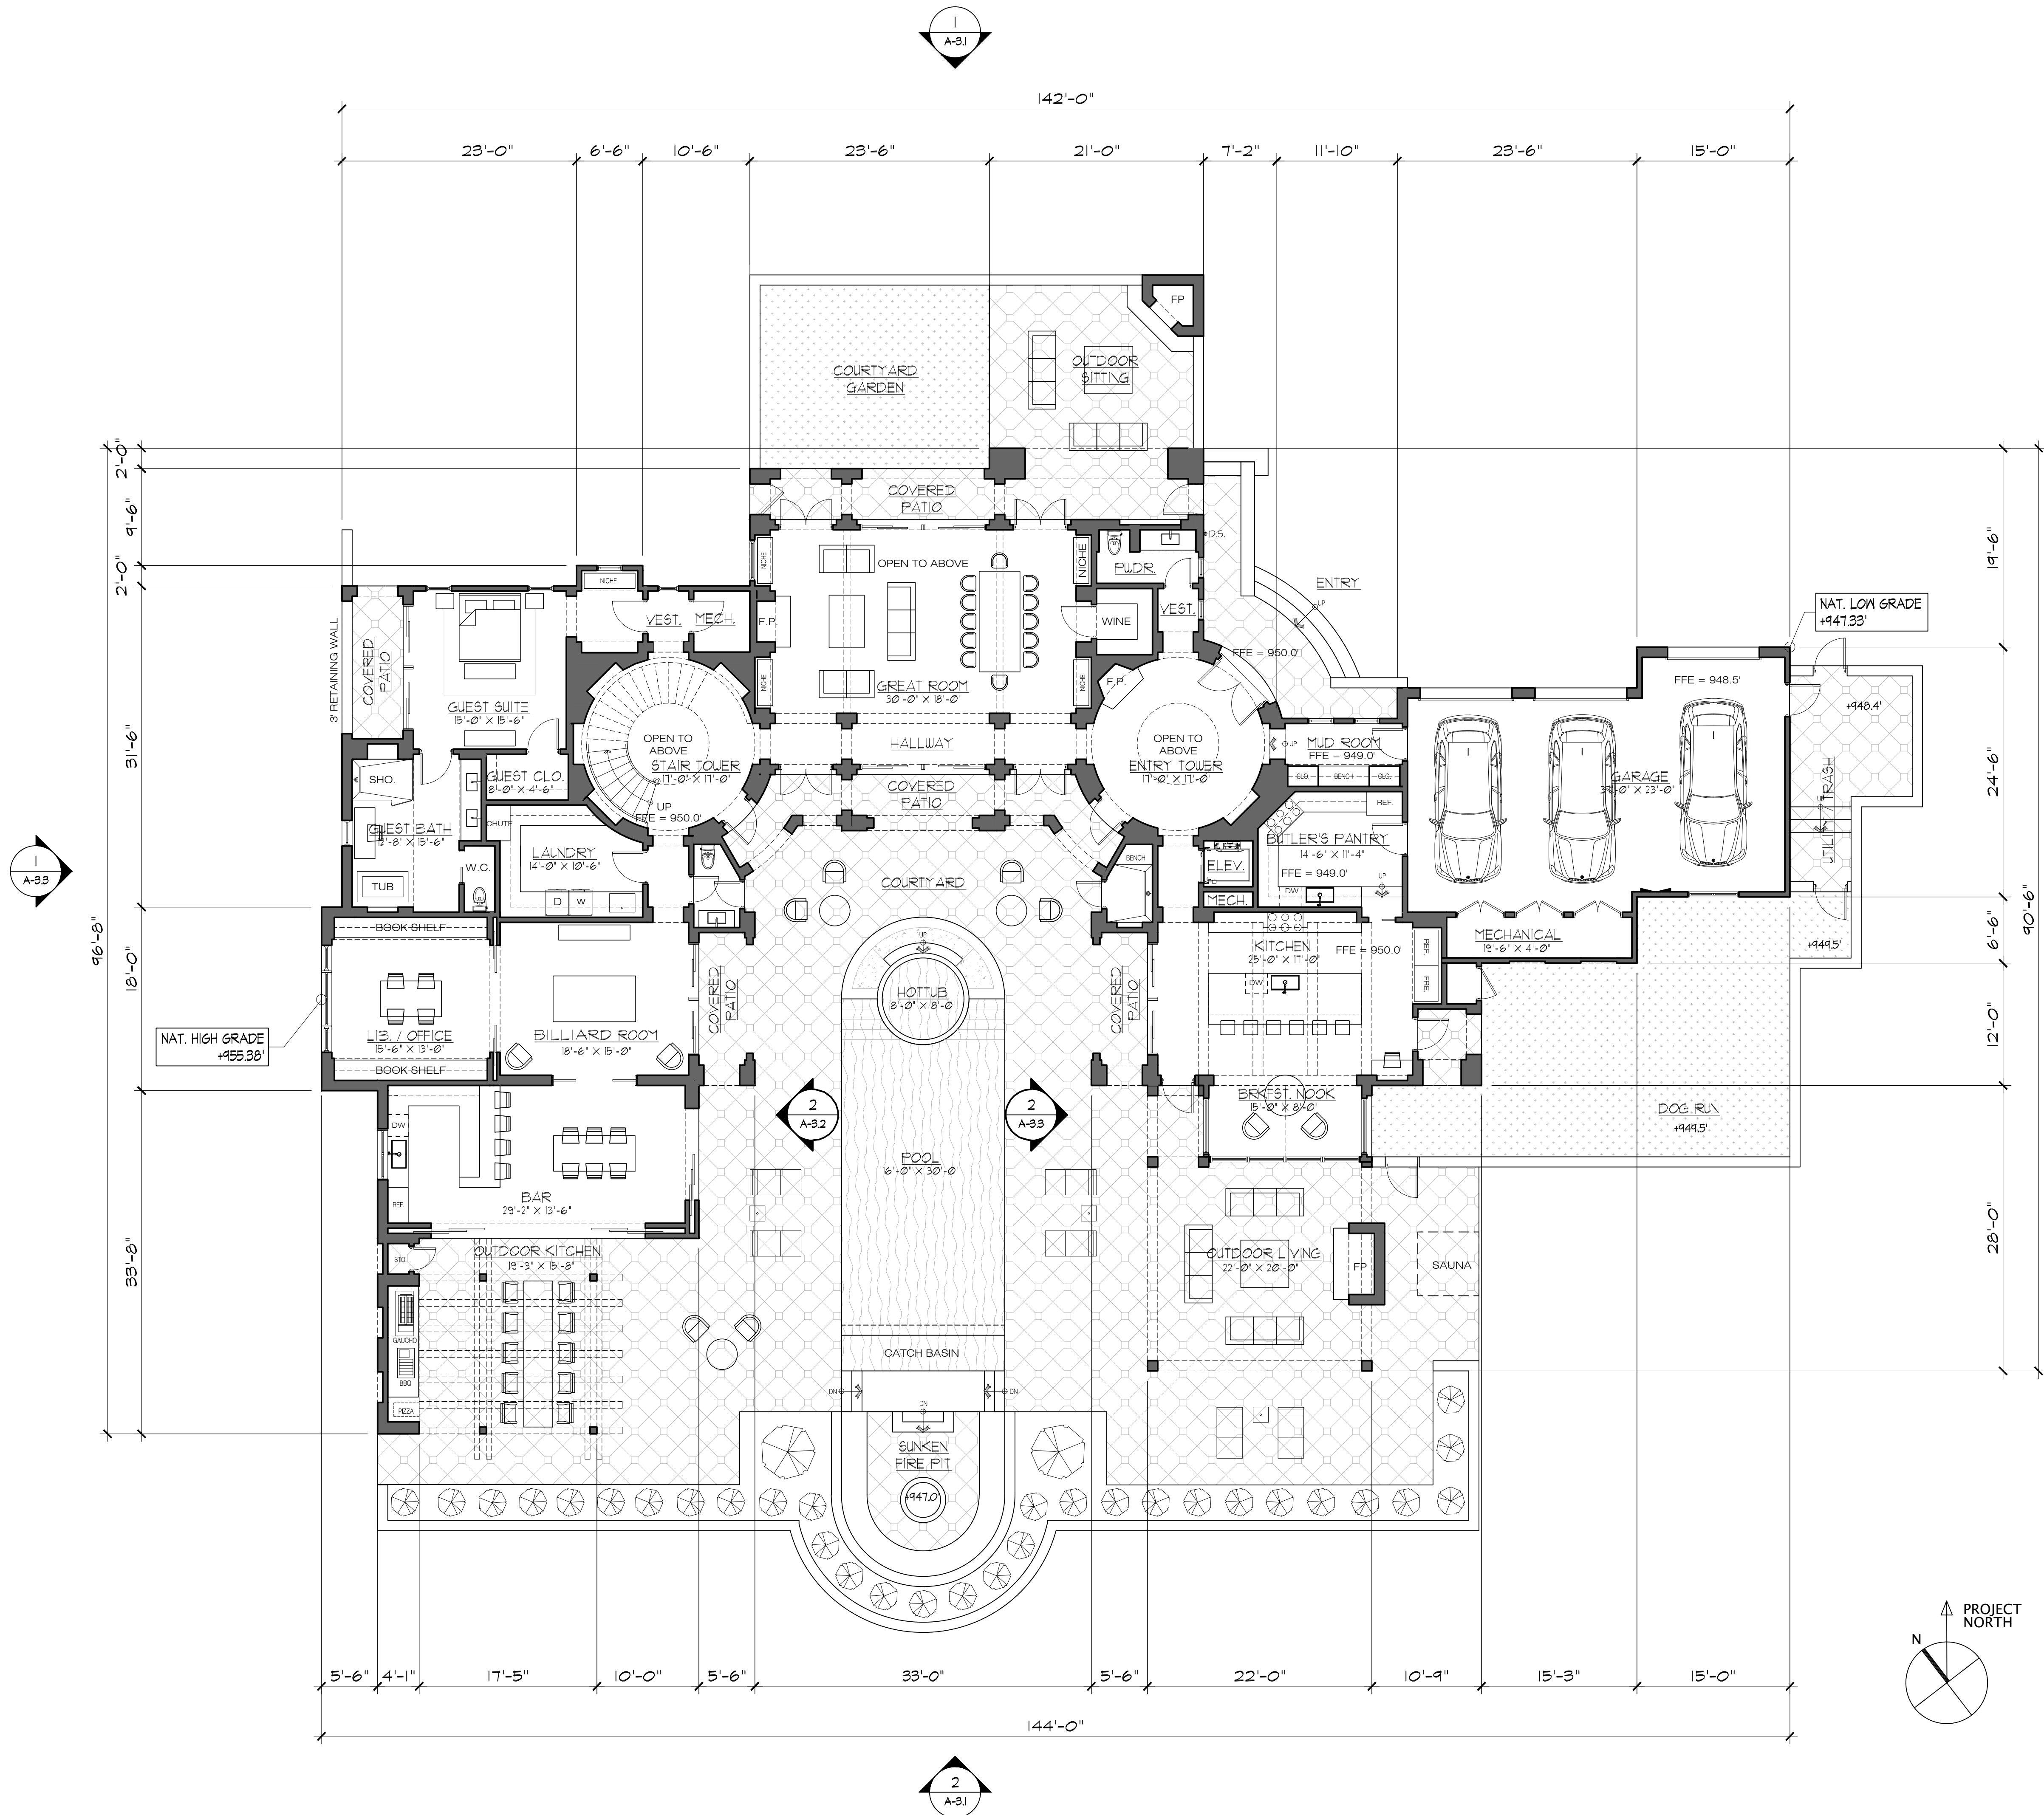 1
A-3.1
142'-0"
23'-0"
6'-6"
10'-6"
23'-6"
21'-0"
7'-2"
11'-10"
23'-6"
15'-0"
FP
OUTDOOR
SITTING
COURTYARD
GARDEN
2'-0"
9'-6"
2'-0"
31'-6"
18'-0"
33'-8"
96'-8"
19'-6"
24'-6"
6'-6"
12'-0"
28'-0"
90'-6"
COVERED
PATIO
D.S.
NICHE
NICHE
NICHE
NICHE
NICHE
OPEN TO ABOVE
PWDR.
ENTRY
UP
NAT. LOW GRADE
+947.33'
3' RETAINING WALL
COVERED
PATIO
VEST.
MECH.
F.P.
WINE
VEST.
FFE = 950.0'
F.P.
GREAT ROOM
30'-0" X 18'-0"
GUEST SUITE
15'-0" X 15'-6"
FFE = 948.5'
+948.4'
OPEN TO
ABOVE
STAIR TOWER
17'-0" X 17'-0"
HALLWAY
OPEN TO
ABOVE
ENTRY TOWER
17'-0" X 17'-0"
UP
MUD ROOM
FFE = 949.0'
CLO.
BENCH
CLO.
SHO.
GUEST CLO.
8'-0" X 4'-6"
COVERED
PATIO
GARAGE
23'-0"
UP
UTILITY / TRASH
UP
FFE = 950.0'
CHUTE
REF.
GUEST BATH
15'-6"
LAUNDRY
14'-0" X 10'-6"
BUTLER'S PANTRY
14'-6" X 11'-4"
BENCH
ELEV.
W.C.
FFE = 949.0'
1
A-3.3
COURTYARD
TUB
D
W
DW
UP
MECH.
BOOK SHELF
UP
MECHANICAL
19'-6" X 4'-0"
KITCHEN
25'-0" X 17'-0"
FFE = 950.0'
REF.
FRE.
+949.5'
HOTTUB
8'-0" X 8'-0"
DW
COVERED
PATIO
COVERED
PATIO
NAT. HIGH GRADE
+955.38'
LIB. / OFFICE
15'-6" X 13'-0"
BILLIARD ROOM
18'-6" X 15'-0"
BOOK SHELF
BRKFST. NOOK
15'-0" X 8'-0"
DOG RUN
+949.5'
2
A-3.2
2
A-3.3
DW
POOL
16'-0" X 30'-0"
REF.
BAR
29'-2" X 13'-6"
STO.
OUTDOOR KITCHEN
19'-3" X 15'-8"
OUTDOOR LIVING
22'-0" X 20'-0"
FP
SAUNA
GAUCHO
BBQ
PIZZA
CATCH BASIN
DN
DN
DN
SUNKEN
FIRE PIT
+947.0'
PROJECT
NORTH
N
5'-6"
4'-1"
17'-5"
10'-0"
5'-6"
33'-0"
5'-6"
22'-0"
10'-9"
15'-3"
15'-0"
144'-0"
2
A-3.1